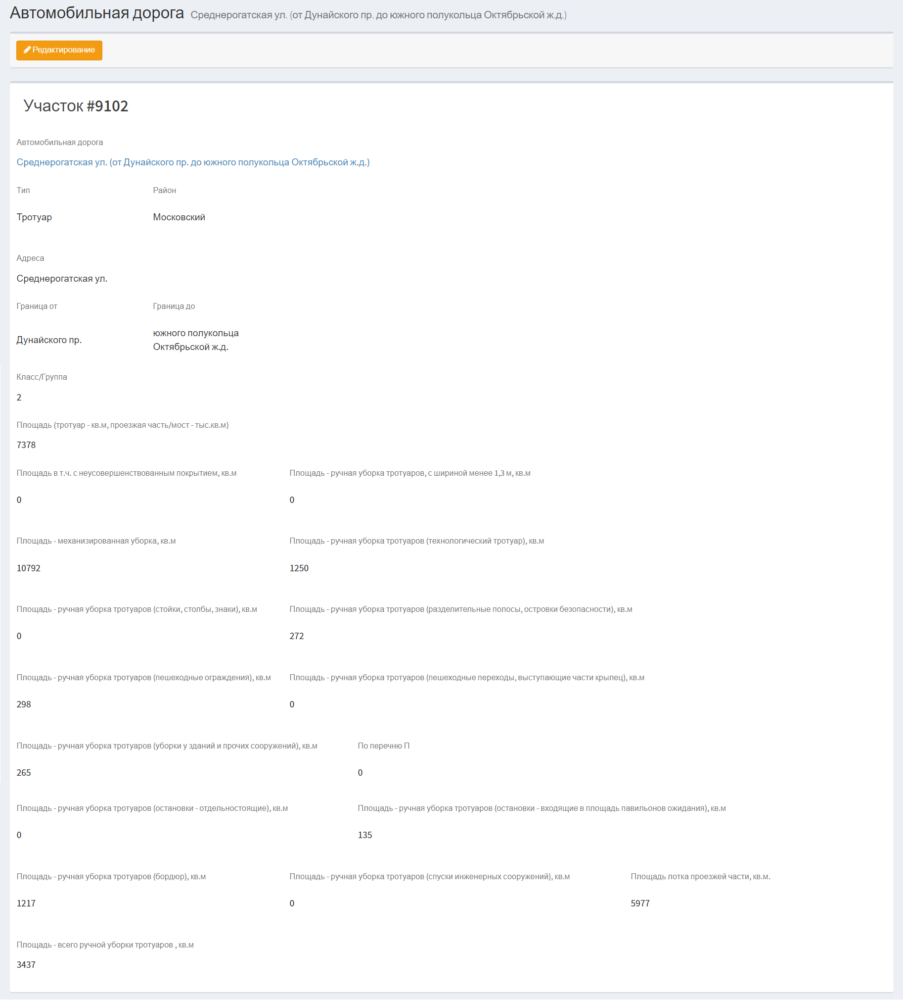 Автомобильная дорога Среднерогатская ул. (от Дунайского пр. до южного полукольца Октябрьской ж.д.)
Редактирование
Участок #9102
Автомобильная дорога
Среднерогатская ул. (от Дунайского пр. до южного полукольца Октябрьской ж.д.)
Тип Район
Тротуар Московский
Адреса
Среднерогатская ул.
Граница от Граница до
Дунайского пр. южного полукольца
Октябрьской ж.д.
Класс/Группа
2
Площадь (тротуар - кв.м, проезжая часть/мост - тыс.кв.м)
7378
Площадь в т.ч. с неусовершенствованным покрытием, кв.м Площадь - ручная уборка тротуаров, с шириной менее 1,3 м, кв.м
0 0
Площадь - механизированная уборка, кв.м Площадь - ручная уборка тротуаров (технологический тротуар), кв.м
10792 1250
Площадь - ручная уборка тротуаров (стойки, столбы, знаки), кв.м Площадь - ручная уборка тротуаров (разделительные полосы, островки безопасности), кв.м
0 272
Площадь - ручная уборка тротуаров (пешеходные ограждения), кв.м Площадь - ручная уборка тротуаров (пешеходные переходы, выступающие части крылец), кв.м
298 0
Площадь - ручная уборка тротуаров (уборки у зданий и прочих сооружений), кв.м По перечню П
265 0
Площадь - ручная уборка тротуаров (остановки - отдельностоящие), кв.м Площадь - ручная уборка тротуаров (остановки - входящие в площадь павильонов ожидания), кв.м
0 135
Площадь - ручная уборка тротуаров (бордюр), кв.м Площадь - ручная уборка тротуаров (спуски инженерных сооружений), кв.м Площадь лотка проезжей части, кв.м.
1217 0 5977
Площадь - всего ручной уборки тротуаров , кв.м
3437